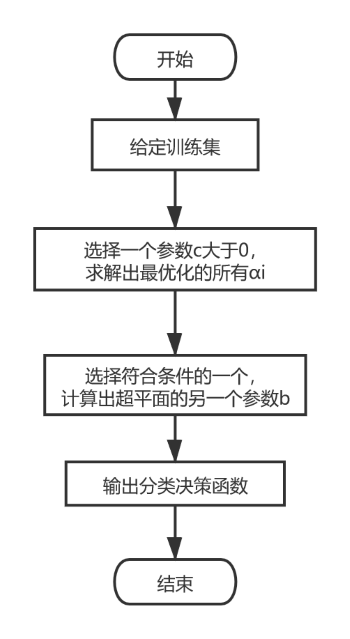 开始
给定训练集
选择一个参数c大于0，
求解出最优化的所有αi
选择符合条件的一个，
计算出超平面的另一个参数b
输出分类决策函数
结束